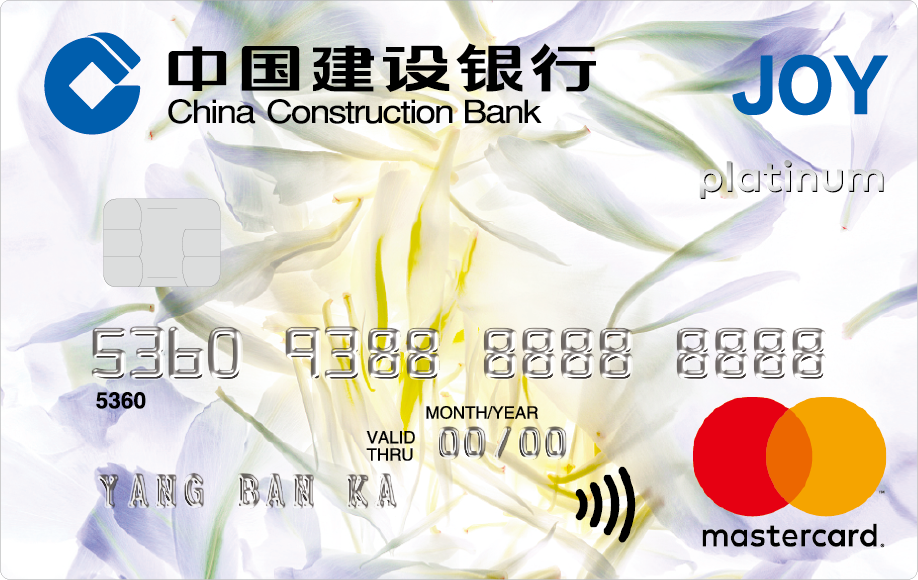 中国建设银行
China Construction Bank
JOY
platinum
5360 9388 8888 8888
5360
MONTH/YEAR
VALID THRU 00/00
YANG BAN KA
mastercard.